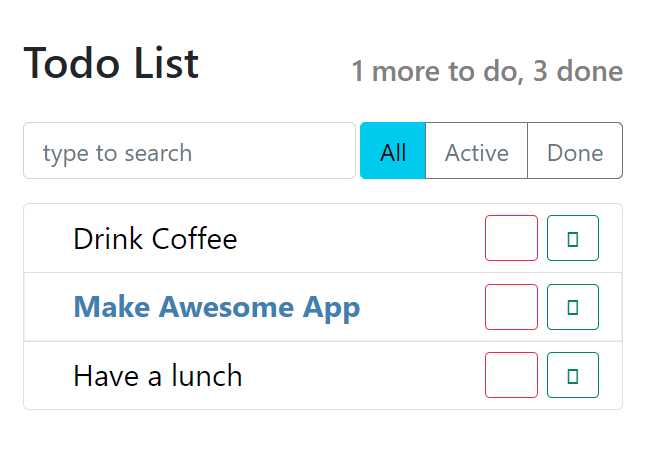 Todo List
1 more to do, 3 done
type to search
All
Active
Done
Drink Coffee
Make Awesome App
Have a lunch